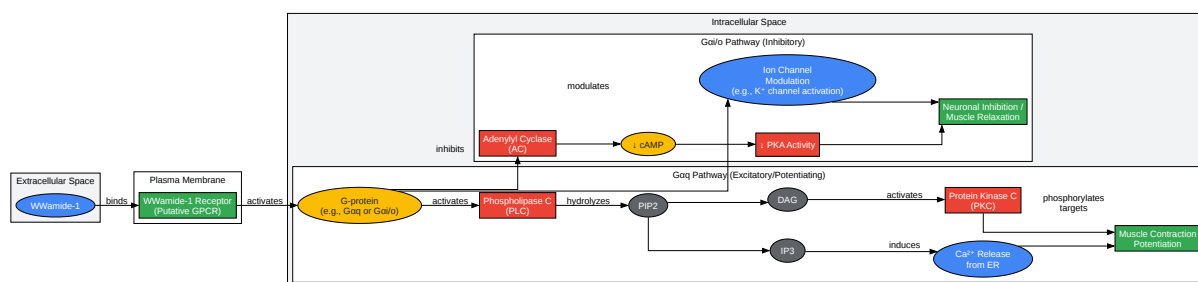 Intracellular Space
Gαi/o Pathway (Inhibitory)
Ion Channel
Modulation
(e.g., K⁺ channel activation)
modulates
Neuronal Inhibition /
Muscle Relaxation
inhibits
Adenylyl Cyclase
(AC)
↓ cAMP
↓ PKA Activity
Extracellular Space
WWamide-1
binds
Plasma Membrane
WWamide-1 Receptor
(Putative GPCR)
activates
Gαq Pathway (Excitatory/Potentiating)
G-protein
(e.g., Gαq or Gαi/o)
activates
Phospholipase C
(PLC)
hydrolyzes
PIP2
DAG
activates
Protein Kinase C
(PKC)
phosphorylates
targets
IP3
induces
Ca²⁺ Release
from ER
Muscle Contraction
Potentiation